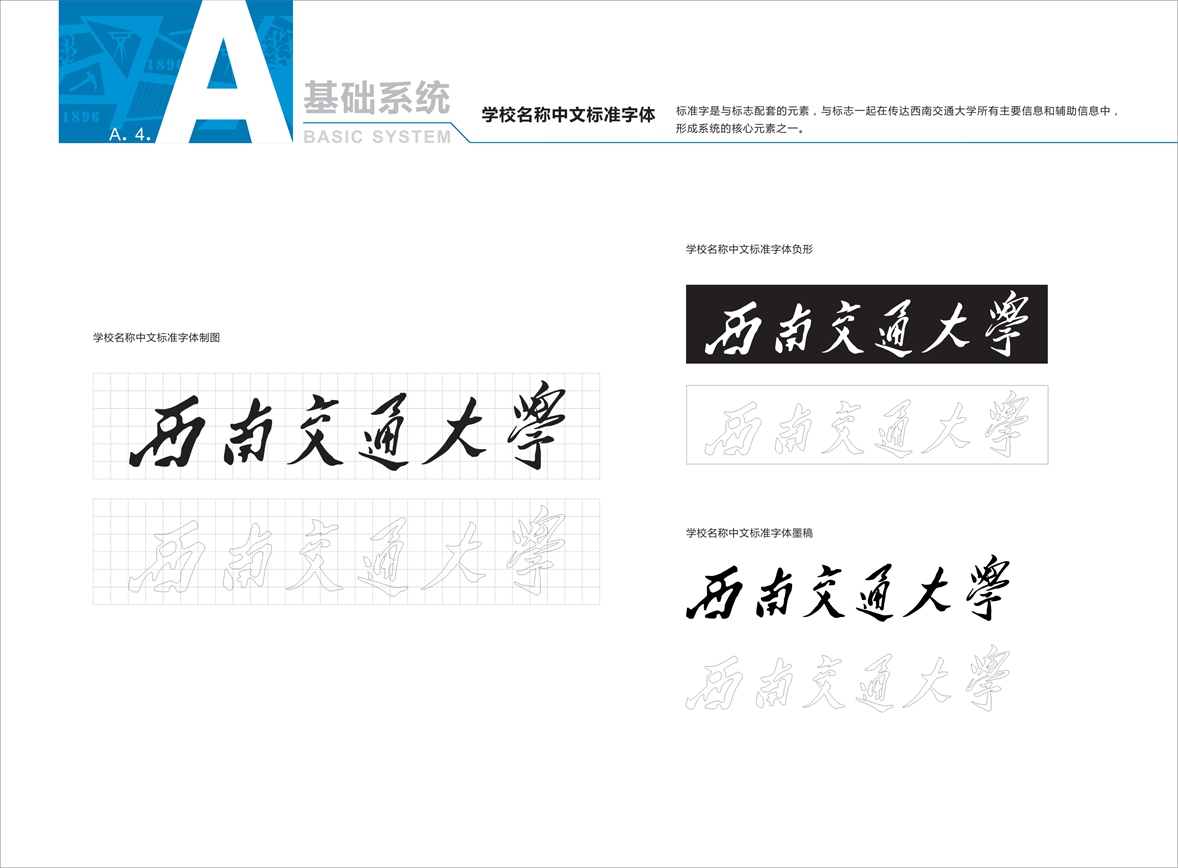 A
1896
1896
A. 4.
基础系统
BASIC SYSTEM
学校名称中文标准字体
标准字是与标志配套的元素，与标志一起在传达西南交通大学所有主要信息和辅助信息中，
形成系统的核心元素之一。
学校名称中文标准字体制图
西南交通大學
西南交通大學
学校名称中文标准字体负形
西南交通大學
西南交通大學
学校名称中文标准字体墨稿
西南交通大學
西南交通大學